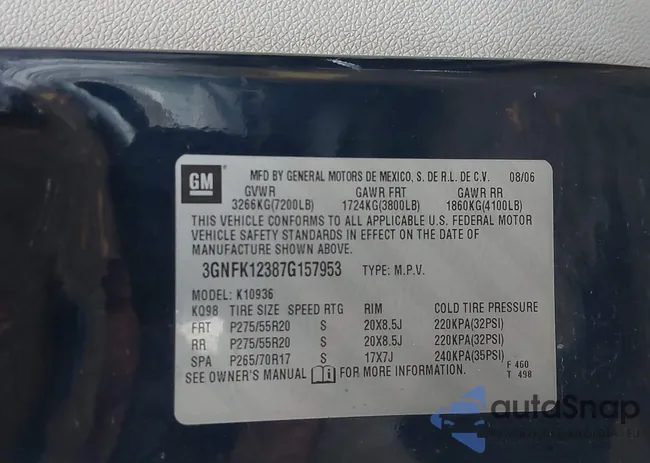 GM MFD BY GENERAL MOTORS DE MEXICO, S. DE R.L. DE C.V. 08/06
GVWR GAWR FRT GAWR RR
3266KG(7200LB) 1724KG(3800LB) 1860KG(4100LB)
THIS VEHICLE CONFORMS TO ALL APPLICABLE U.S. FEDERAL MOTOR
VEHICLE SAFETY STANDARDS IN EFFECT ON THE DATE OF
MANUFACTURE SHOWN ABOVE.
3GNFK12387G157953 TYPE: M.P.V.
MODEL: K10936
KQ98 TIRE SIZE SPEED RTG RIM COLD TIRE PRESSURE
FRT P275/55R20 S 20X8.5J 220KPA(32PSI)
RR P275/55R20 S 20X8.5J 220KPA(32PSI)
SPA P265/70R17 S 17X7J 240KPA(35PSI)
SEE OWNER'S MANUAL FOR MORE INFORMATION.
F 460
T 498
autoSnap